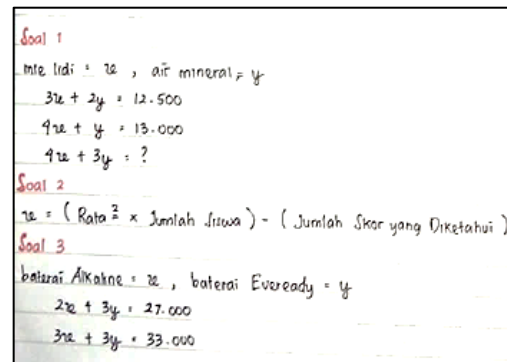 Soal 1
mie lidi = x , air mineral = y
3x + 2y = 12.500
4x + y = 13.000
4x + 3y = ?
Soal 2
x = ( Rata² x Jumlah Siswa ) - ( Jumlah Skor yang Diketahui )
Soal 3
baterai Alkaline = x , baterai Eveready = y
2x + 3y = 27.000
3x + 3y = 33.000